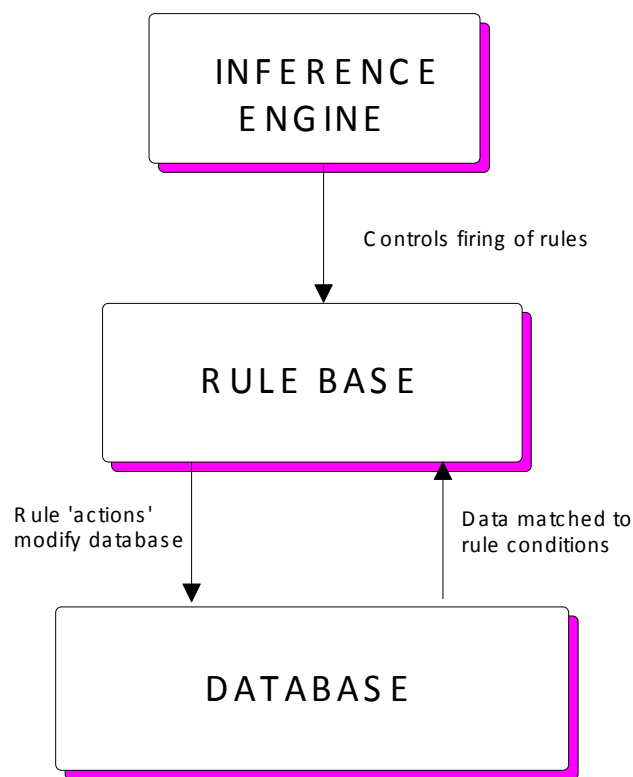 INFERENCE
ENGINE
Controls firing of rules
RULE BASE
Rule 'actions'
modify database
Data matched to
rule conditions
DATABASE